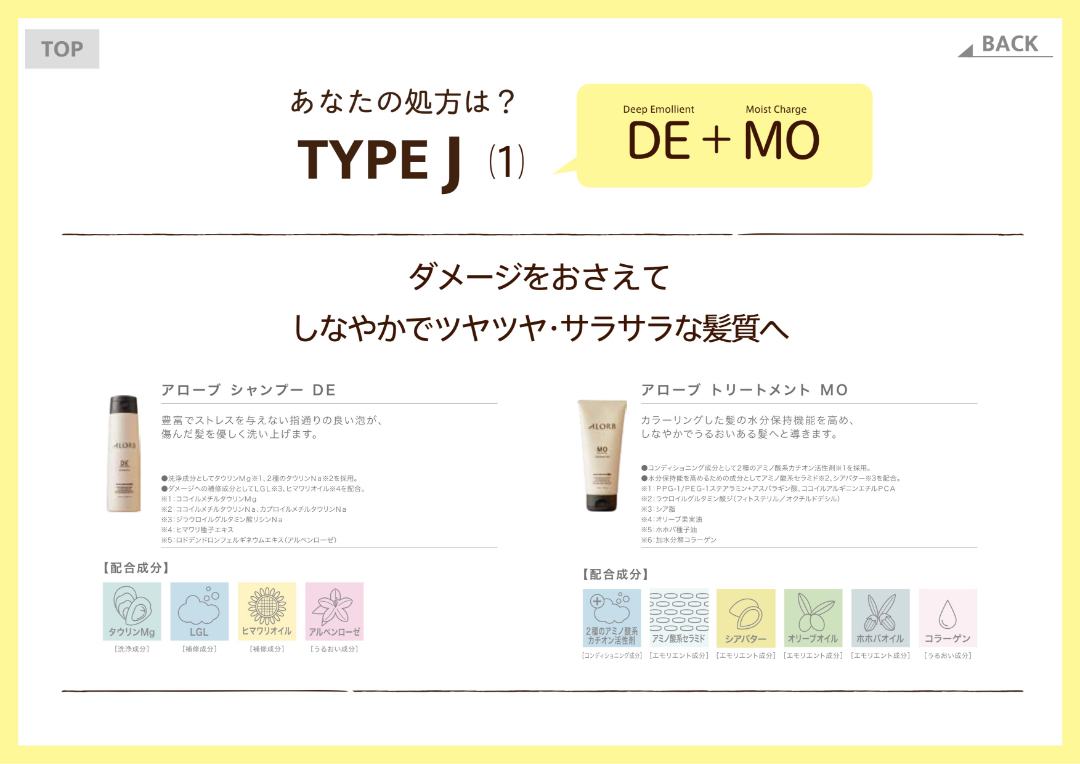 TOP
BACK
あなたの処方は？
TYPE J (1)
Deep Emollient
Moist Charge
DE + MO
ダメージをおさえて
しなやかでツヤツヤ・サラサラな髪質へ
アローブ シャンプー DE
豊富でストレスを与えない指通りの良い泡が、
傷んだ髪を優しく洗い上げます。
●洗浄成分としてタウリンMg※1、2種のタウリンNa※2を採用。
●ダメージへの補修成分としてLGL※3、ヒマワリオイル※4を配合。
※1：ココイルメチルタウリンMg
※2：ココイルメチルタウリンNa、カプロイルメチルタウリンNa
※3：ジラウロイルグルタミン酸リシンNa
※4：ヒマワリ種子エキス
※5：ロドデンドロンフェルギネウムエキス（アルペンローゼ）
【配合成分】
タウリンMg
LGL
ヒマワリオイル
アルペンローゼ
［洗浄成分］
［補修成分］
［補修成分］
［うるおい成分］
ALORB
DE
アローブ トリートメント MO
カラーリングした髪の水分保持機能を高め、
しなやかでうるおいある髪へと導きます。
●コンディショニング成分として2種のアミノ酸系カチオン活性剤※1を採用。
●水分保持能を高めるための成分としてアミノ酸系セラミド※2、シアバター※3を配合。
※1：PPG-1/PEG-1ステアラミン+アスパラギン酸、ココイルアルギニンエチルPCA
※2：ラウロイルグルタミン酸ジ（フィトステリル／オクチルドデシル）
※3：シア脂
※4：オリーブ果実油
※5：ホホバ種子油
※6：加水分解コラーゲン
【配合成分】
2種のアミノ酸系
カチオン活性剤
アミノ酸系セラミド
シアバター
オリーブオイル
ホホバオイル
コラーゲン
［コンディショニング成分］
［エモリエント成分］
［エモリエント成分］
［エモリエント成分］
［エモリエント成分］
［うるおい成分］
ALORB
MO